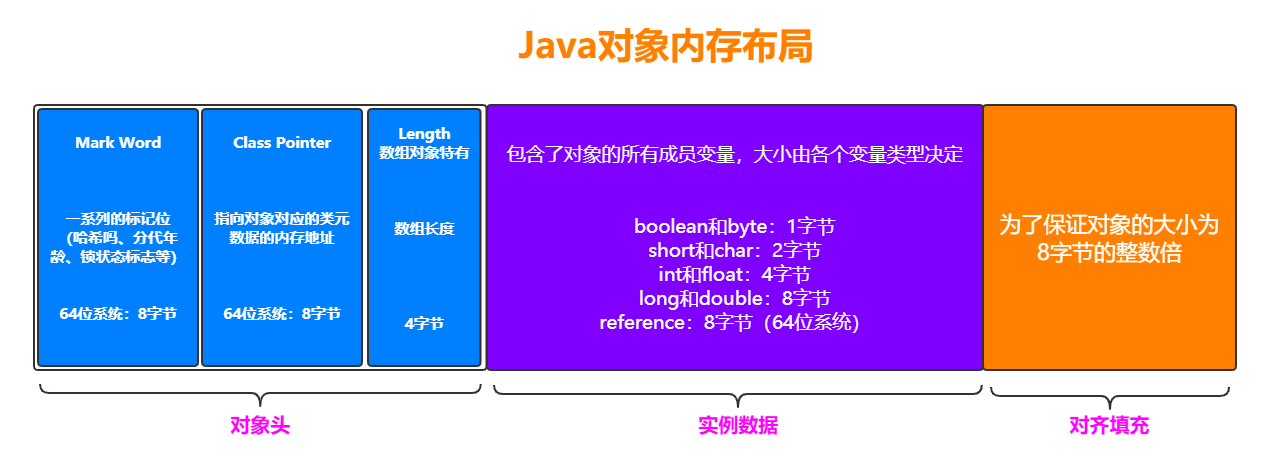 Java对象内存布局
Mark Word
一系列的标记位
（哈希吗、分代年
龄、锁状态标志等）
64位系统：8字节
Class Pointer
指向对象对应的类元
数据的内存地址
64位系统：8字节
Length
数组对象特有
数组长度
4字节
包含了对象的所有成员变量，大小由各个变量类型决定
boolean和byte：1字节
short和char：2字节
int和float：4字节
long和double：8字节
reference：8字节（64位系统）
为了保证对象的大小为
8字节的整数倍
对象头
实例数据
对齐填充